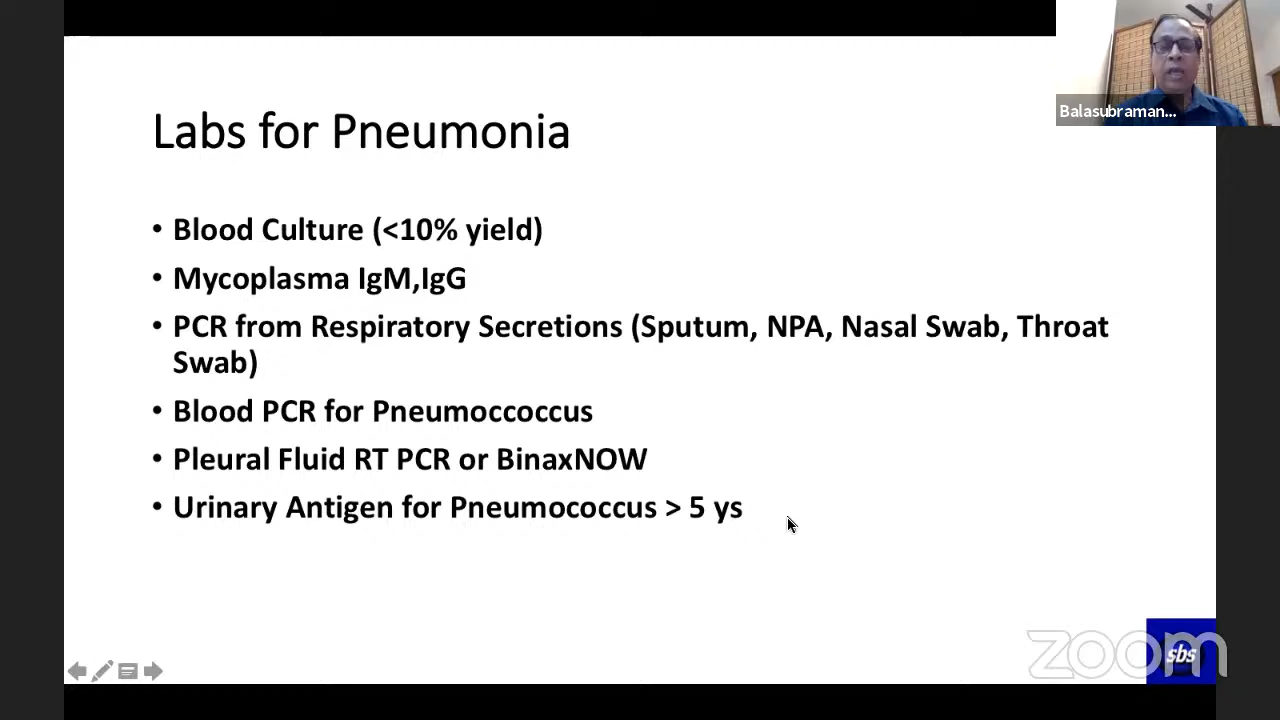 Balasubraman...
Labs for Pneumonia
• Blood Culture (<10% yield)
• Mycoplasma IgM,IgG
• PCR from Respiratory Secretions (Sputum, NPA, Nasal Swab, Throat
Swab)
• Blood PCR for Pneumoccoccus
• Pleural Fluid RT PCR or BinaxNOW
• Urinary Antigen for Pneumococcus > 5 ys
zoom
sbs